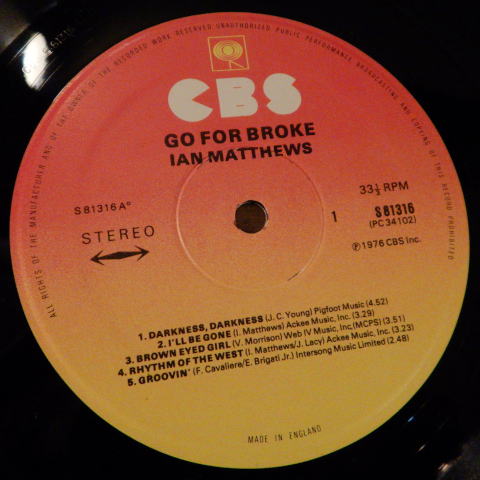 ALL RIGHTS OF THE MANUFACTURER AND OF THE OWNER OF THE RECORDED WORK RESERVED. UNAUTHORIZED PUBLIC PERFORMANCE BROADCASTING AND COPYING OF THIS RECORD PROHIBITED
CBS
GO FOR BROKE
IAN MATTHEWS
S 81316 A°
STEREO
33⅓ RPM
1
S 81316
(PC 34102)
℗ 1976 CBS Inc.
1. DARKNESS, DARKNESS (J. C. Young) Pigfoot Music (4.52)
2. I'LL BE GONE (I. Matthews) Ackee Music, Inc. (3.29)
3. BROWN EYED GIRL (V. Morrison) Web IV Music, Inc, (MCPS) (3.51)
4. RHYTHM OF THE WEST (I. Matthews/J. Lacy) Ackee Music, Inc. (3.23)
5. GROOVIN' (F. Cavaliere/E. Brigati Jr.) Intersong Music Limited (2.48)
MADE IN ENGLAND